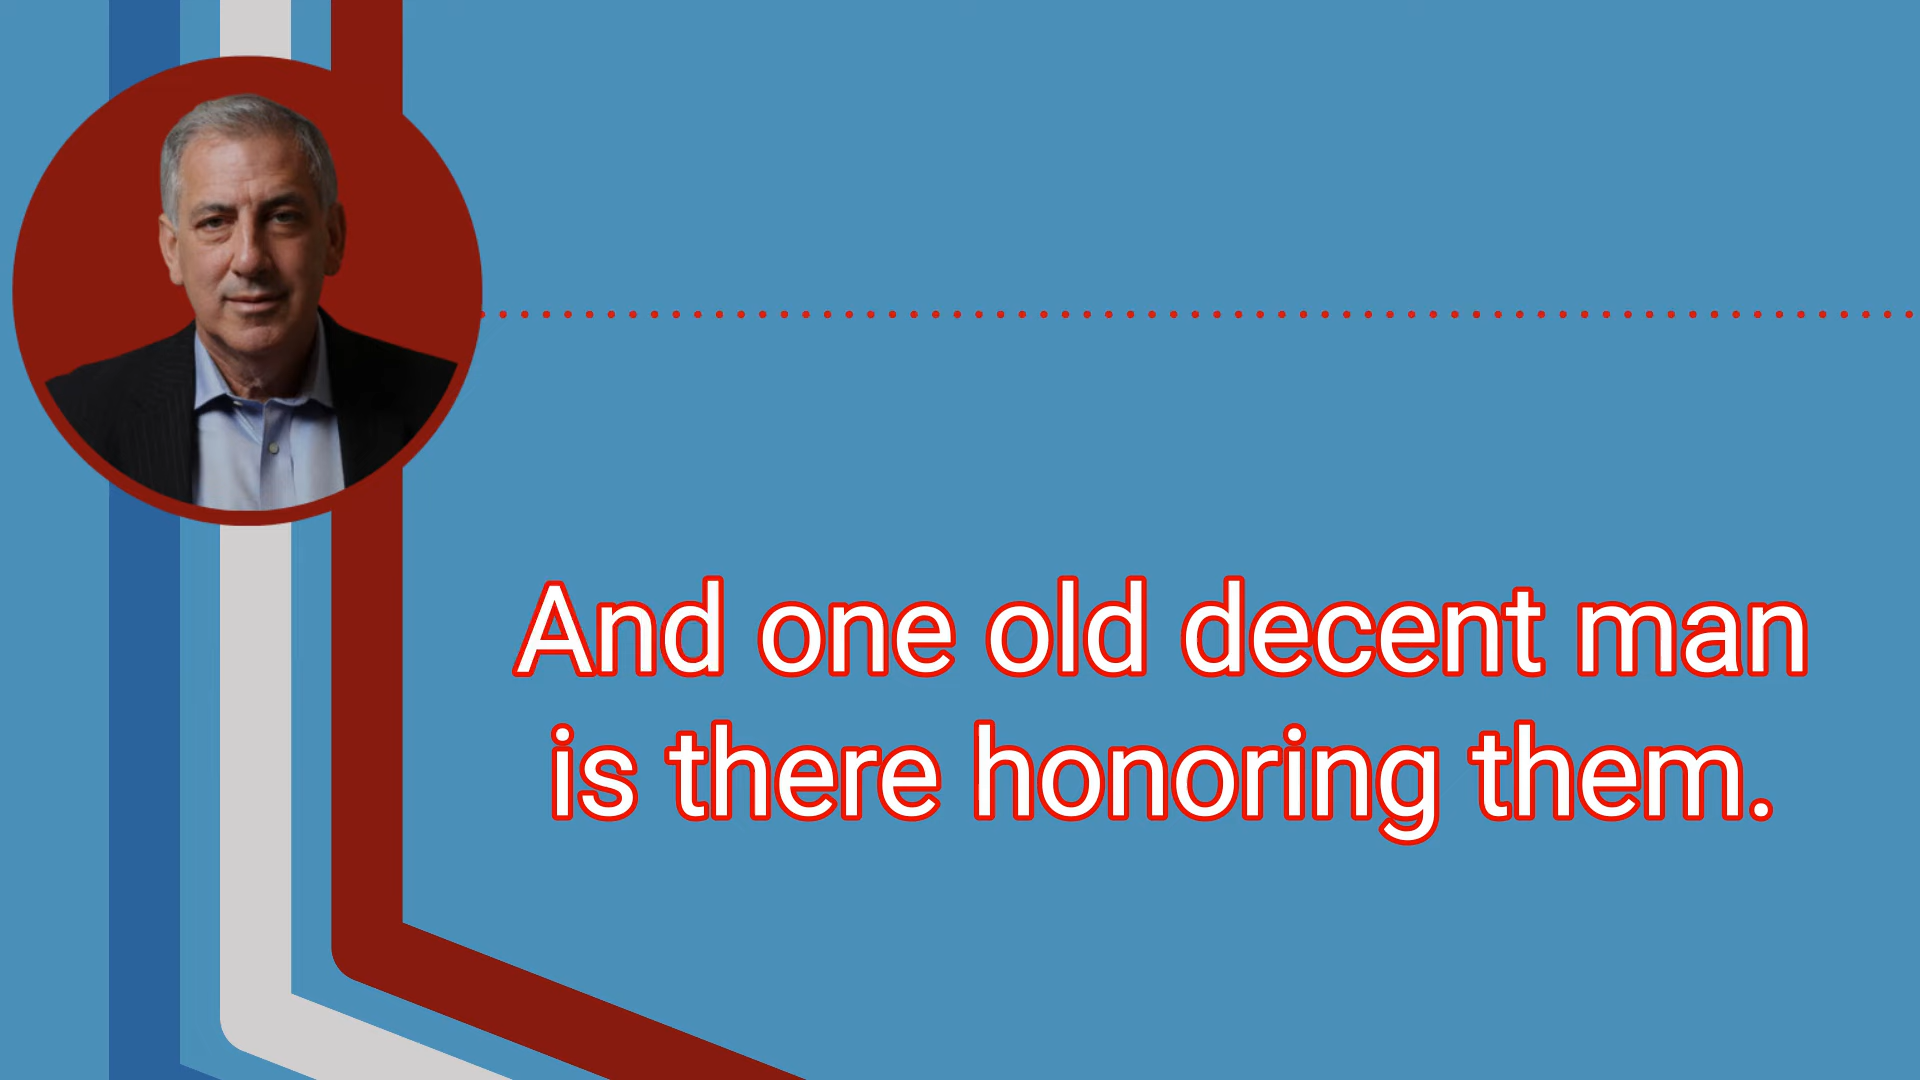 And one old decent man
is there honoring them.